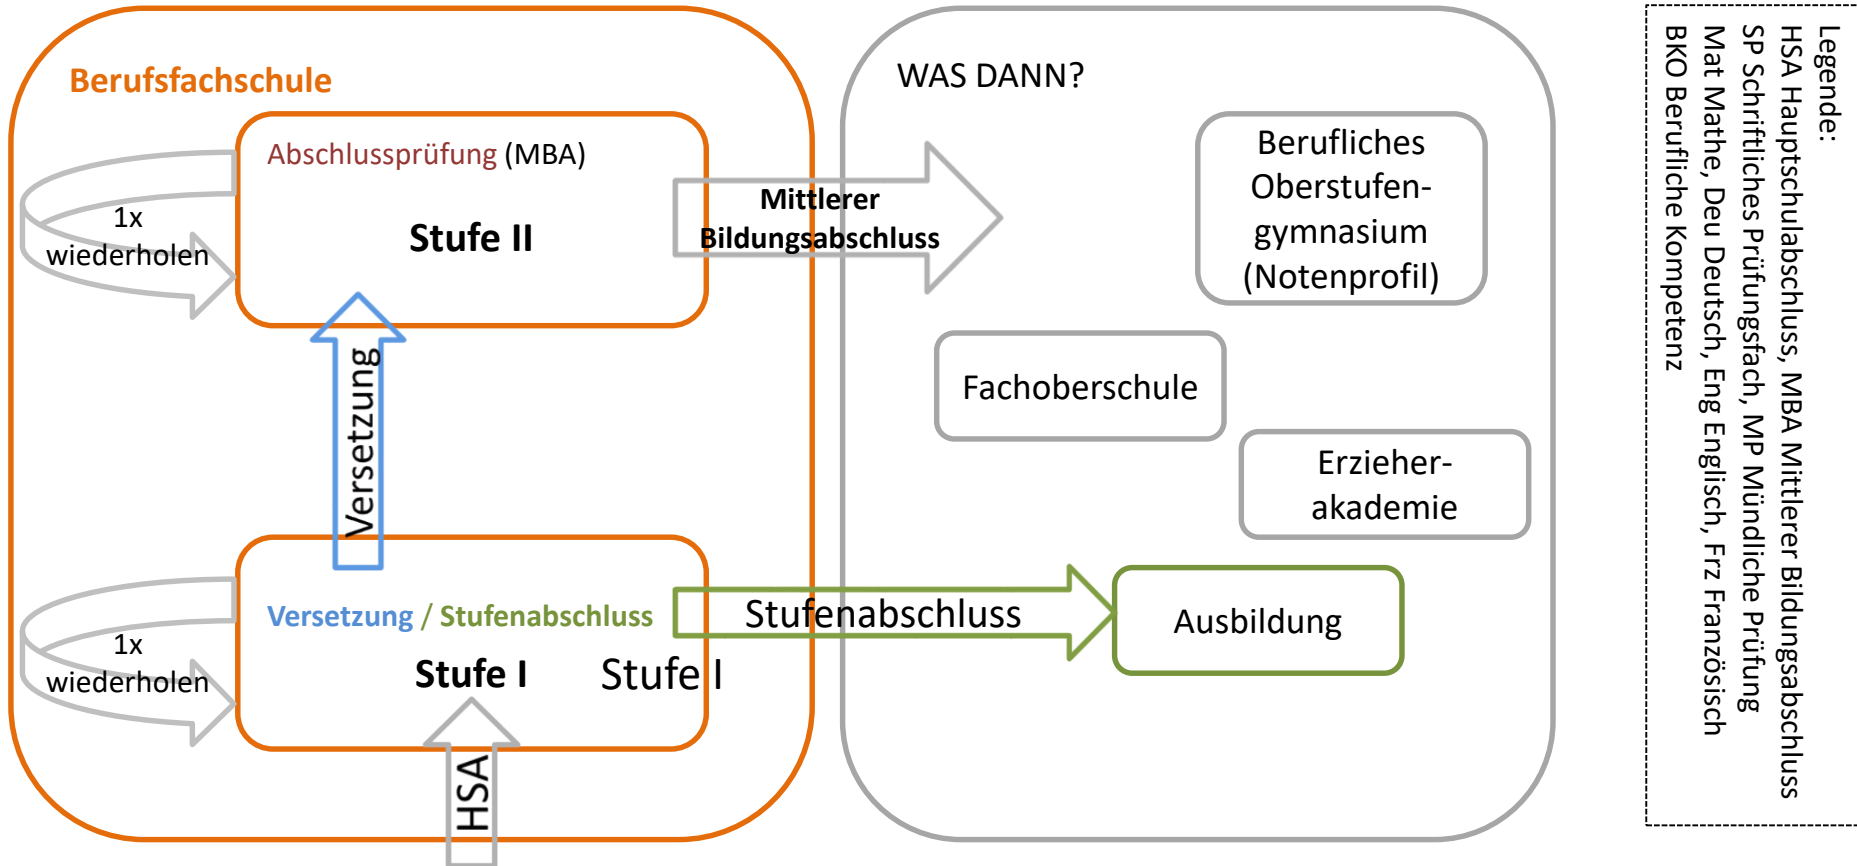 Berufsfachschule
Abschlussprüfung (MBA)
Stufe II
1x
wiederholen
Mittlerer
Bildungsabschluss
Versetzung
Versetzung / Stufenabschluss
Stufe I
Stufe I
1x
wiederholen
HSA
Stufenabschluss
WAS DANN?
Berufliches
Oberstufen-
gymnasium
(Notenprofil)
Fachoberschule
Erzieher-
akademie
Ausbildung
Legende:
HSA Hauptschulabschluss, MBA Mittlerer Bildungsabschluss
SP Schriftliches Prüfungsfach, MP Mündliche Prüfung
Mat Mathe, Deu Deutsch, Eng Englisch, Frz Französisch
BKO Berufliche Kompetenz